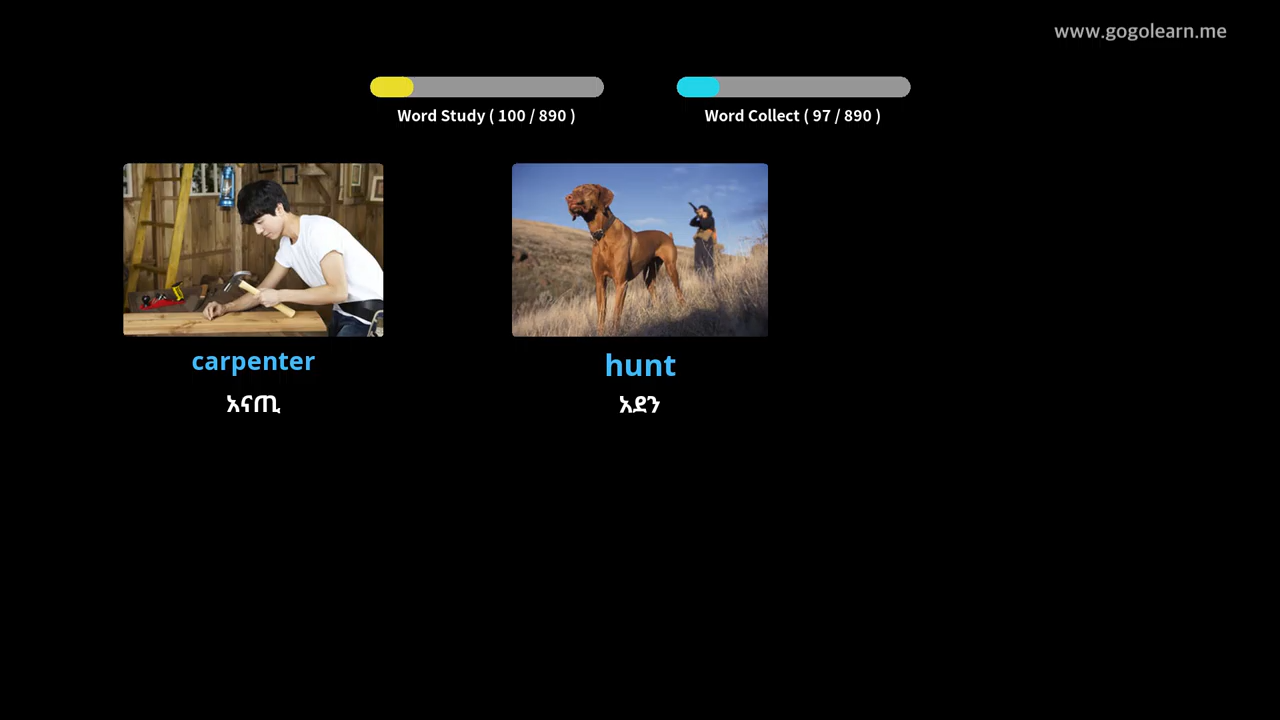 www.gogolearn.me
Word Study ( 100 / 890 )
Word Collect ( 97 / 890 )
carpenter
አናጢ
hunt
አደን